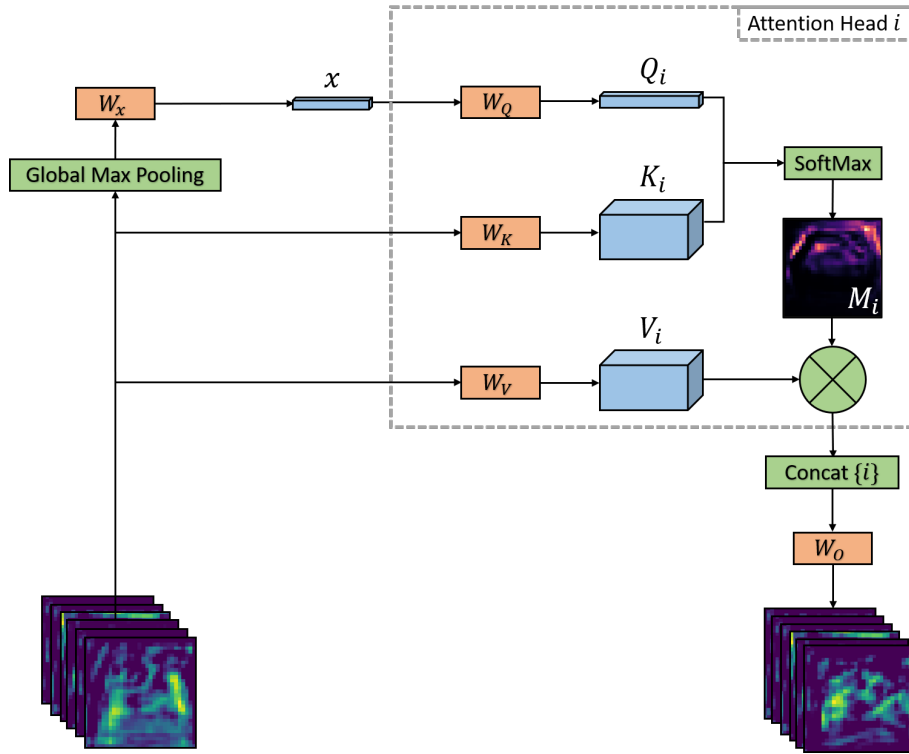 Attention Head i
x
Q_i
W_x
W_Q
Global Max Pooling
SoftMax
K_i
W_K
M_i
V_i
W_V
Concat {i}
W_O